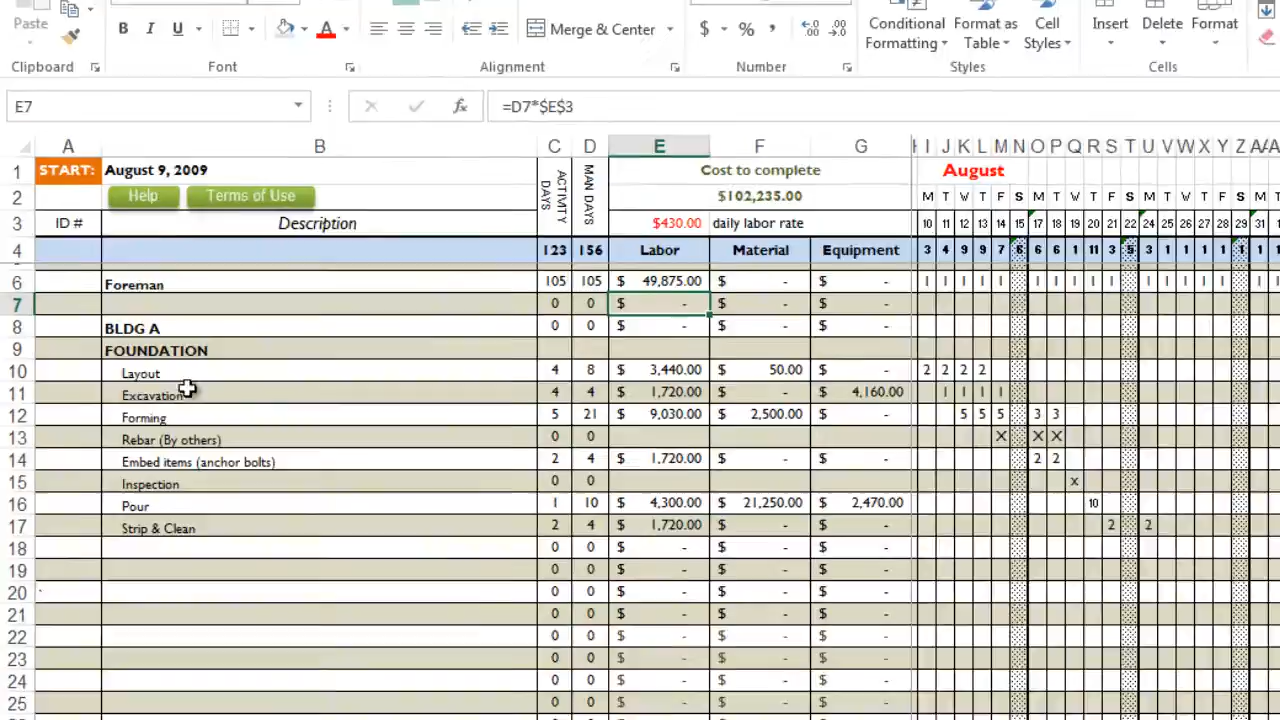 Paste
B I U A Merge & Center $ % , .00 .0 Conditional Format as Cell Insert Delete Format
Formatting Table Styles
Clipboard Font Alignment Number Styles Cells
E7 fx =D7*$E$3
A B C D E F G H I J K L M N O P Q R S T U V W X Y Z AA
1 START: August 9, 2009 ACTIVITY DAYS MAN DAYS Cost to complete August
2 Help Terms of Use $102,235.00 M T W T F S M T W T F S M T W T F S M T
3 ID # Description $430.00 daily labor rate 10 11 12 13 14 15 17 18 19 20 21 22 24 25 26 27 28 29 31 1
4 123 156 Labor Material Equipment 3 4 9 9 7 6 6 6 1 11 3 5 3 1 1 1 1 1 1
6 Foreman 105 105 $ 49,875.00 $ - $ - 1 1 1 1 1 1 1 1 1 1 1 1 1 1 1 1
7 0 0 $ - $ - $ -
8 BLDG A 0 0 $ - $ - $ -
9 FOUNDATION
10 Layout 4 8 $ 3,440.00 $ 50.00 $ - 2 2 2 2
11 Excavation 4 4 $ 1,720.00 $ - $ 4,160.00 1 1 1 1
12 Forming 5 21 $ 9,030.00 $ 2,500.00 $ - 5 5 5 3 3
13 Rebar (By others) 0 0 X X X
14 Embed items (anchor bolts) 2 4 $ 1,720.00 $ - $ - 2 2
15 Inspection 0 0 x
16 Pour 1 10 $ 4,300.00 $ 21,250.00 $ 2,470.00 10
17 Strip & Clean 2 4 $ 1,720.00 $ - $ - 2 2
18 0 0 $ - $ - $ -
19 0 0 $ - $ - $ -
20 ` 0 0 $ - $ - $ -
21 0 0 $ - $ - $ -
22 0 0 $ - $ - $ -
23 0 0 $ - $ - $ -
24 0 0 $ - $ - $ -
25 0 0 $ - $ - $ -